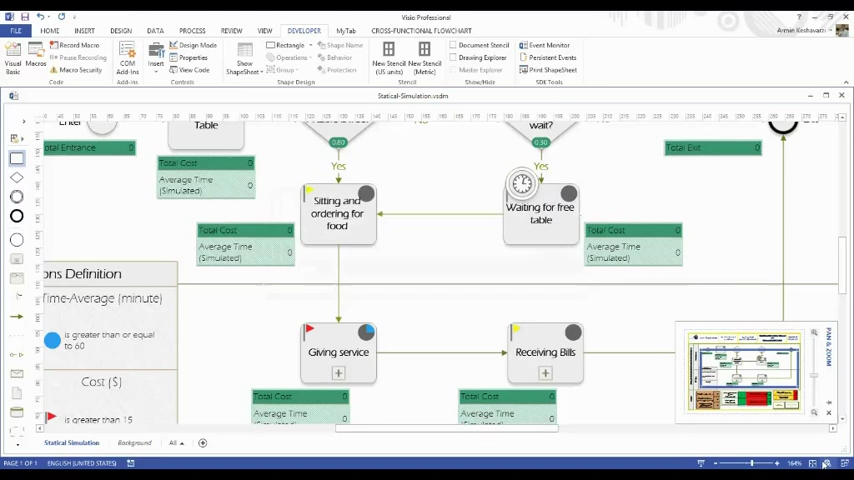 Visio Professional
FILE HOME INSERT DESIGN DATA PROCESS REVIEW VIEW DEVELOPER MyTab CROSS-FUNCTIONAL FLOWCHART
Armin Keshavarz
Visual Basic
Macros
Record Macro
Pause Recording
Macro Security
Code
COM Add-Ins
Add-Ins
Insert
Design Mode
Properties
View Code
Controls
Show ShapeSheet
Rectangle
Operations
Group
Shape Name
Behavior
Protection
Shape Design
New Stencil (US units)
New Stencil (Metric)
Stencil
Document Stencil
Drawing Explorer
Master Explorer
Show/Hide
Event Monitor
Persistent Events
Print ShapeSheet
SDK Tools
Statical-Simulation.vsdm
Enter
Table
wait?
Total Entrance 0
0.60
0.30
Total Exit 0
Yes
Yes
Total Cost 0
Average Time (Simulated) 0
Sitting and ordering for food
Waiting for free table
Total Cost 0
Average Time (Simulated) 0
Total Cost 0
Average Time (Simulated) 0
ons Definition
Time-Average (minute)
is greater than or equal to 60
Cost ($)
is greater than 15
Giving service
Receiving Bills
Total Cost 0
Average Time (Simulated) 0
Total Cost 0
Average Time (Simulated) 0
PAN & ZOOM
Statical Simulation Background All
PAGE 1 OF 1 ENGLISH (UNITED STATES)
164%